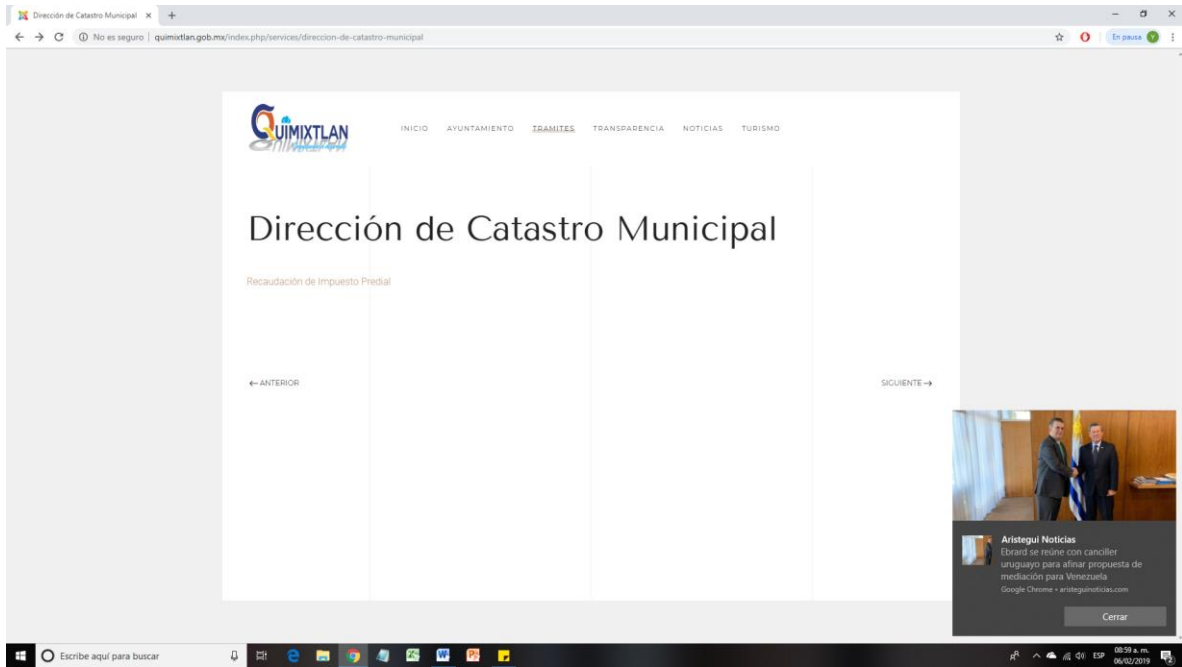 Dirección de Catastro Municipal
No es seguro | quimixtlan.gob.mx/index.php/services/direccion-de-catastro-municipal
En pausa
QUIMIXTLAN
INICIO AYUNTAMIENTO TRAMITES TRANSPARENCIA NOTICIAS TURISMO
Dirección de Catastro Municipal
Recaudación de Impuesto Predial
← ANTERIOR
SIGUIENTE →
Aristegui Noticias
Ebrard se reúne con canciller
uruguayo para afinar propuesta de
mediación para Venezuela
Google Chrome • aristeguinoticias.com
Cerrar
Escribe aquí para buscar
ESP
08:59 a. m.
06/02/2019